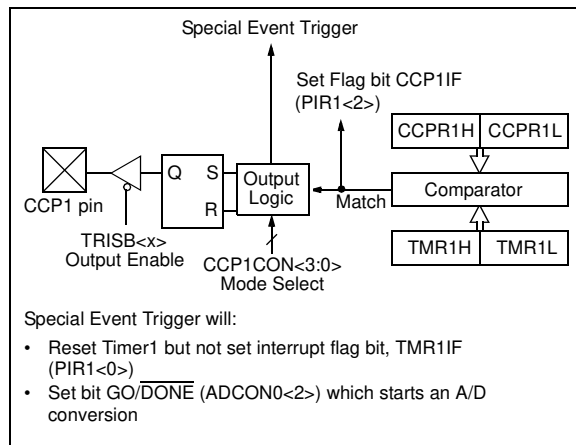 Special Event Trigger
Set Flag bit CCP1IF
(PIR1<2>)
CCPR1H CCPR1L
Q S Output
Logic
R
Match
Comparator
CCP1 pin
TRISB<x>
Output Enable
CCP1CON<3:0>
Mode Select
TMR1H TMR1L
Special Event Trigger will:
• Reset Timer1 but not set interrupt flag bit, TMR1IF
(PIR1<0>)
• Set bit GO/DONE (ADCON0<2>) which starts an A/D
conversion